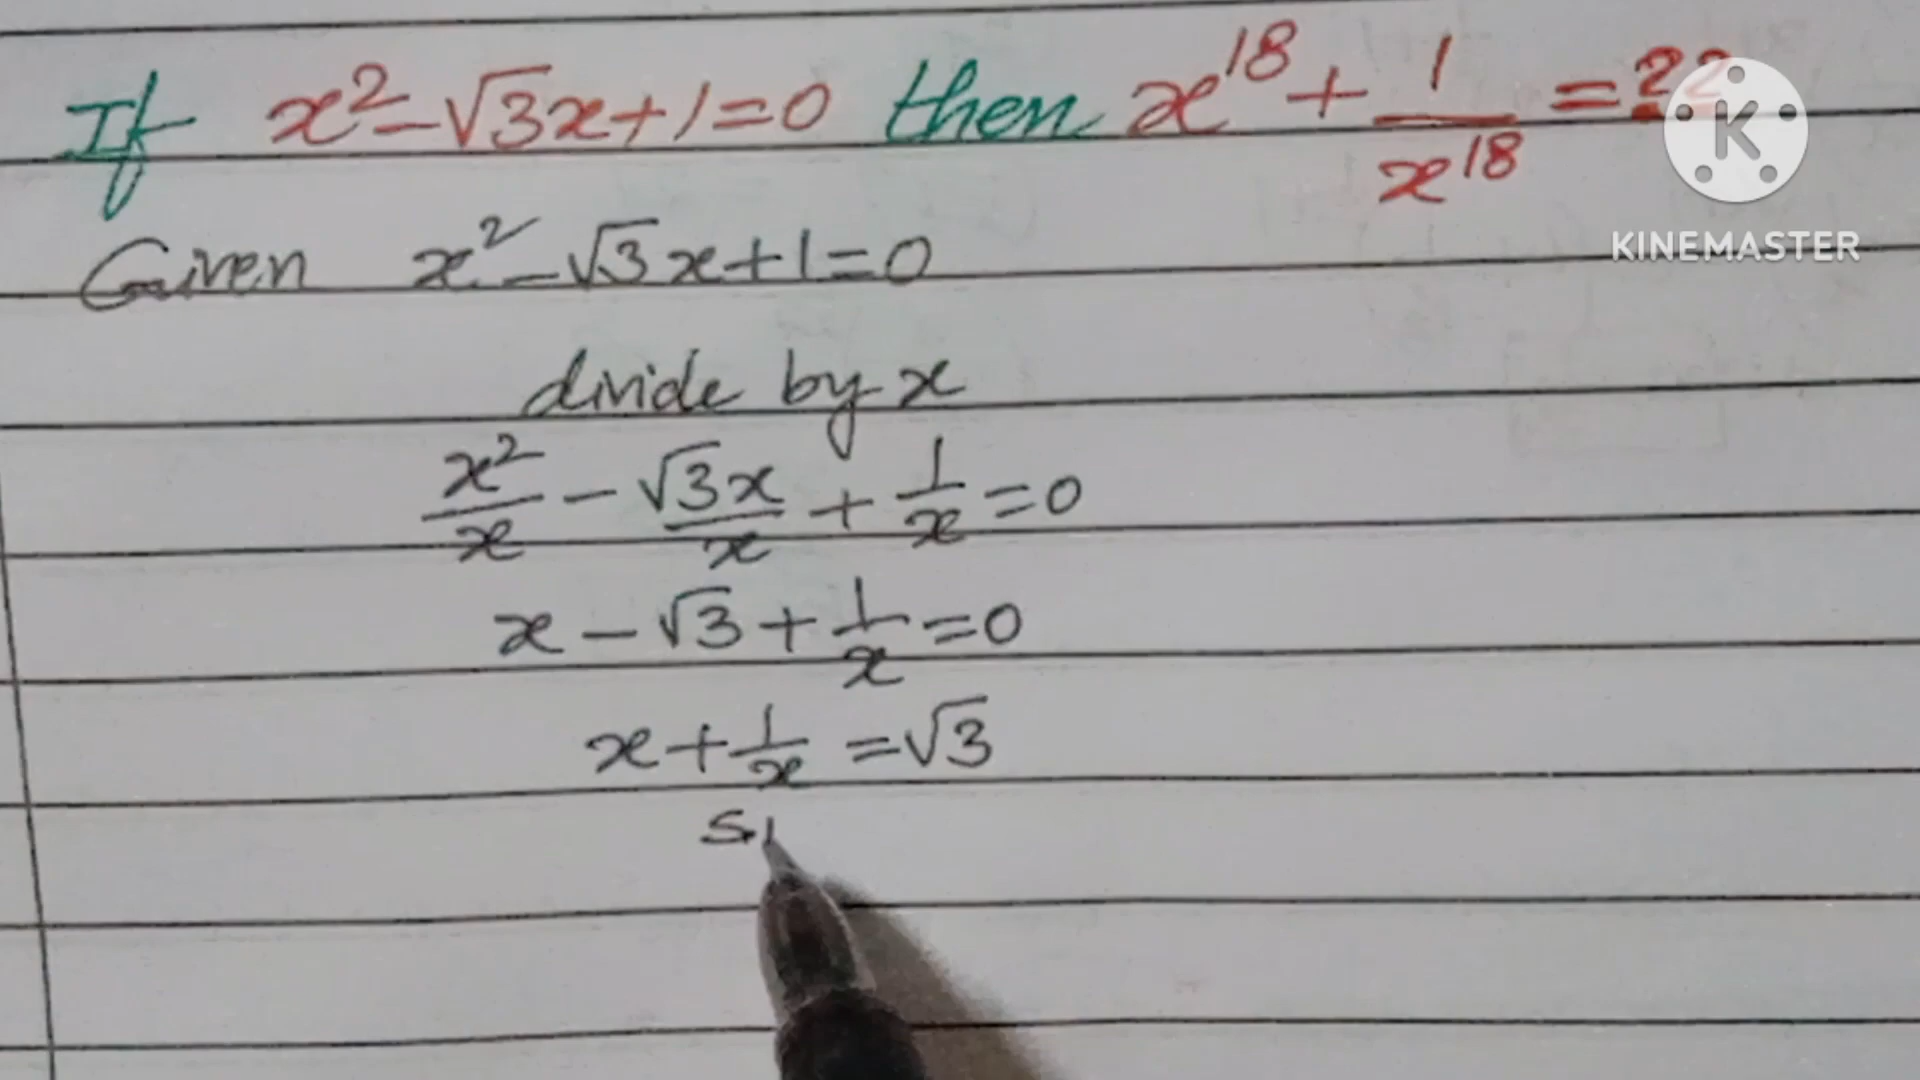 If x² - √3x + 1 = 0 then x¹⁸ + 1/x¹⁸ =
KINEMASTER
Given x² - √3x + 1 = 0
divide by x
x²/x - √3x/x + 1/x = 0
x - √3 + 1/x = 0
x + 1/x = √3